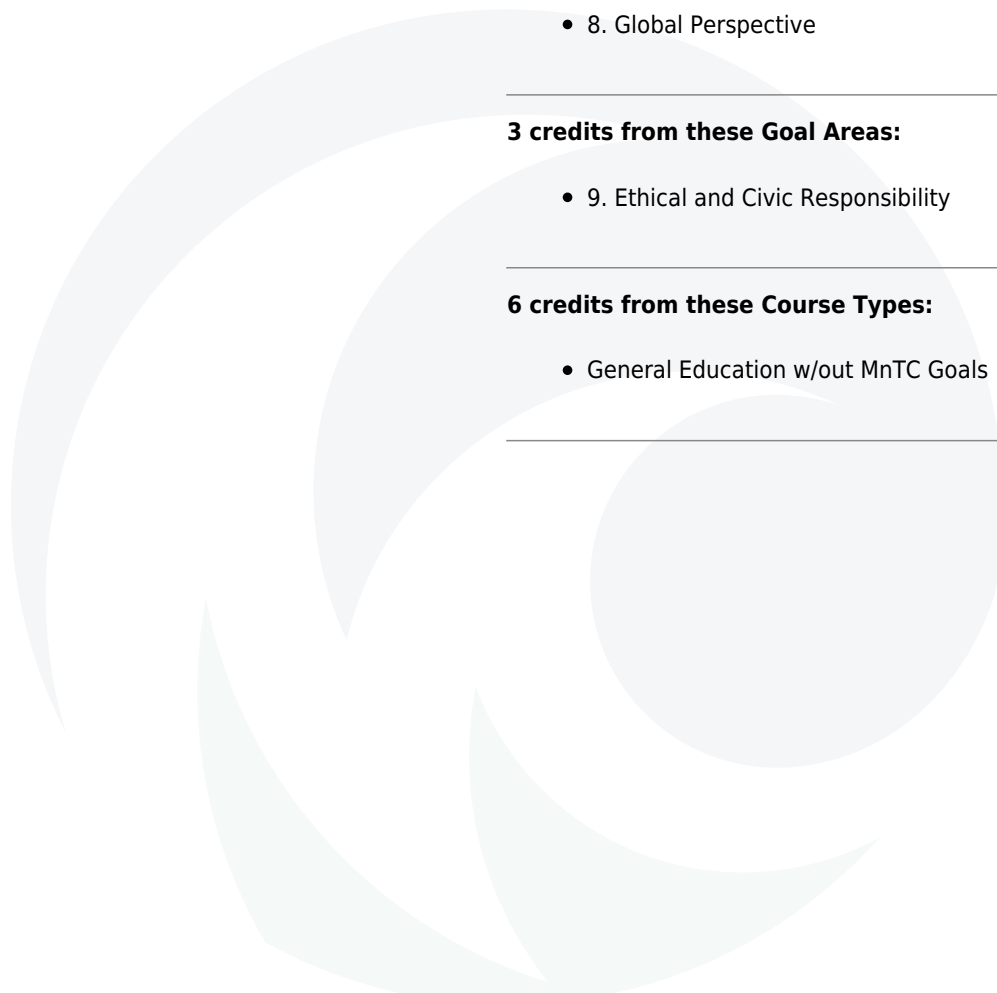 • 8. Global Perspective
3 credits from these Goal Areas:
• 9. Ethical and Civic Responsibility
6 credits from these Course Types:
• General Education w/out MnTC Goals